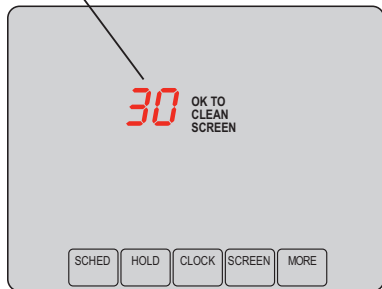 30 OK TO
CLEAN
SCREEN
SCHED HOLD CLOCK SCREEN MORE